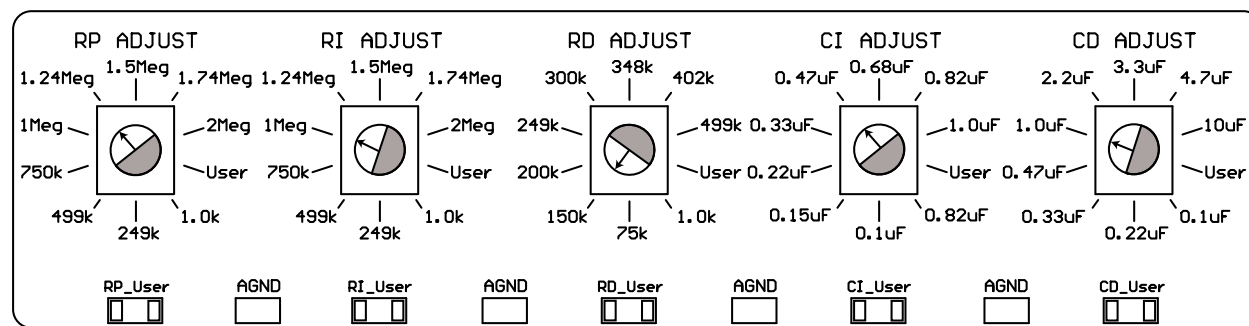 RP ADJUST
RI ADJUST
RD ADJUST
CI ADJUST
CD ADJUST
1.24Meg
1.5Meg
1.74Meg
1Meg
2Meg
750k
User
499k
249k
1.0k
1.24Meg
1.5Meg
1.74Meg
1Meg
2Meg
750k
User
499k
249k
1.0k
300k
348k
402k
249k
499k
200k
User
150k
75k
1.0k
0.47uF
0.68uF
0.82uF
0.33uF
1.0uF
0.22uF
User
0.15uF
0.1uF
0.82uF
2.2uF
3.3uF
4.7uF
1.0uF
10uF
0.47uF
User
0.33uF
0.22uF
0.1uF
RP_User
AGND
RI_User
AGND
RD_User
AGND
CI_User
AGND
CD_User